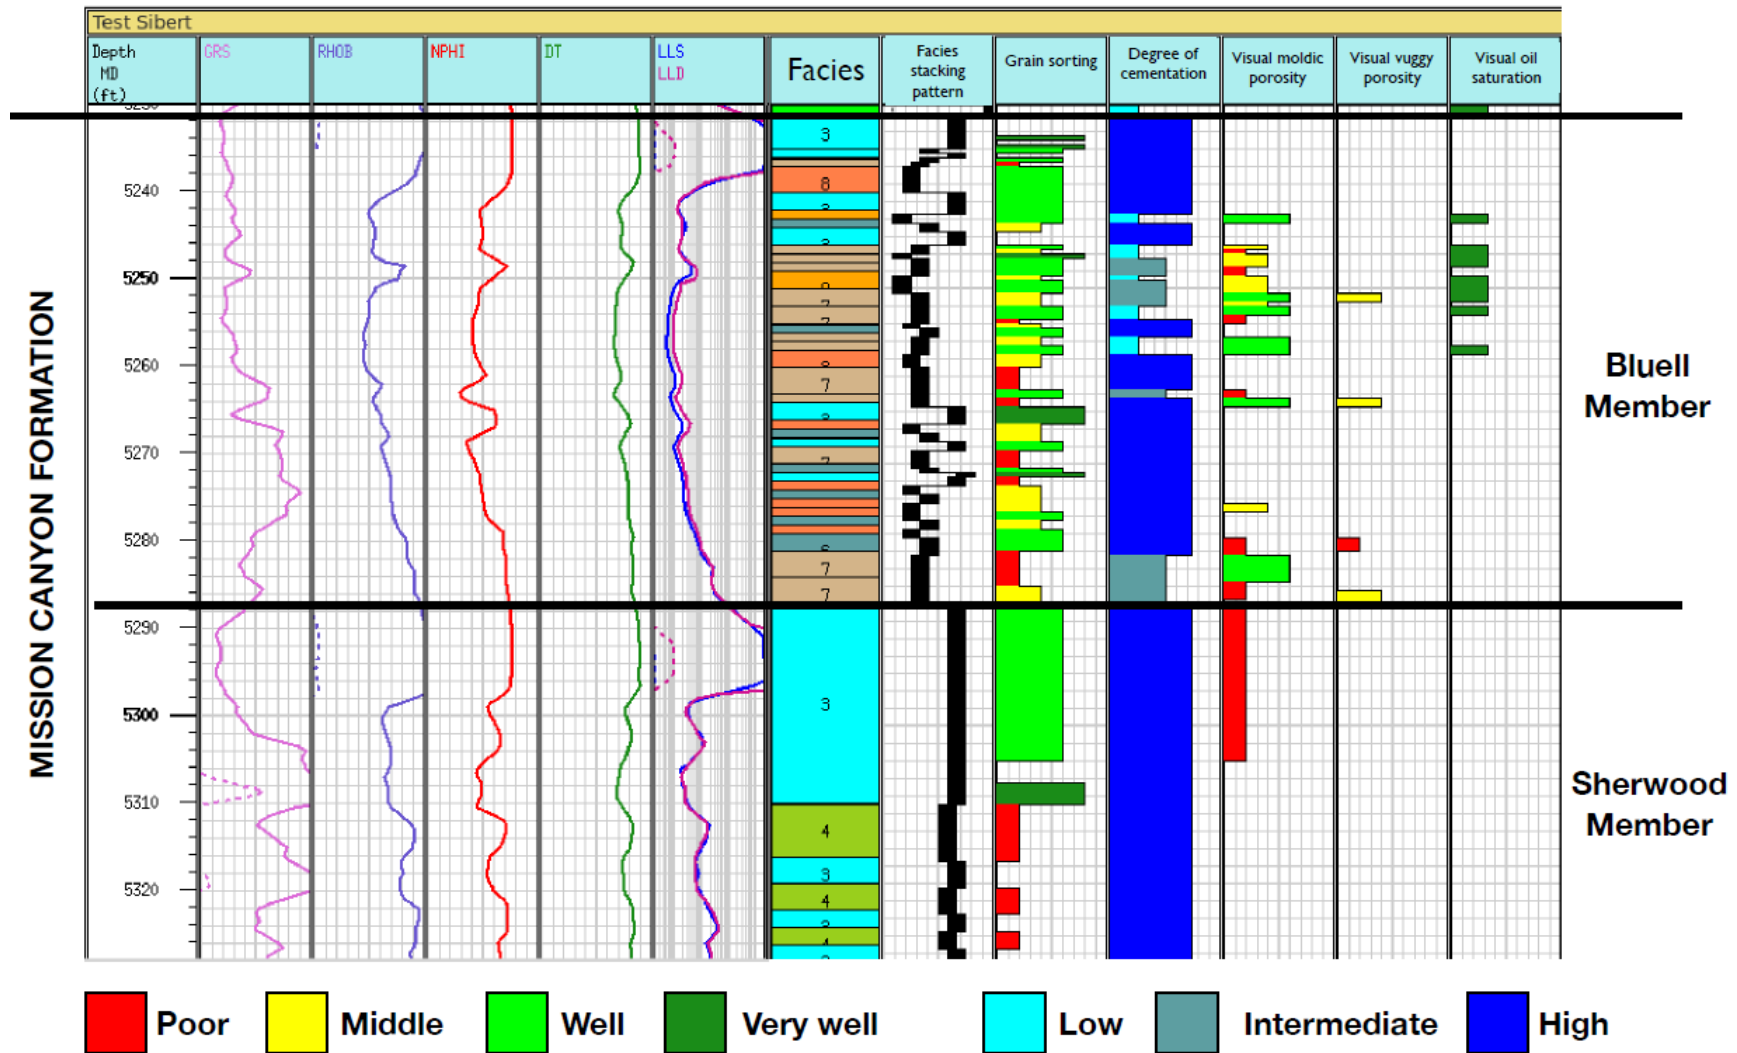 Test Sibert
Depth
MD
(ft)
GRS
RHOB
NPHI
DT
LLS
LLD
Facies
Facies
stacking
pattern
Grain sorting
Degree of
cementation
Visual moldic
porosity
Visual vuggy
porosity
Visual oil
saturation
3
5240
8
5250
5260
7
5270
5280
7
7
5290
5300
3
5310
4
5320
3
4
MISSION CANYON FORMATION
Bluell
Member
Sherwood
Member
Poor
Middle
Well
Very well
Low
Intermediate
High